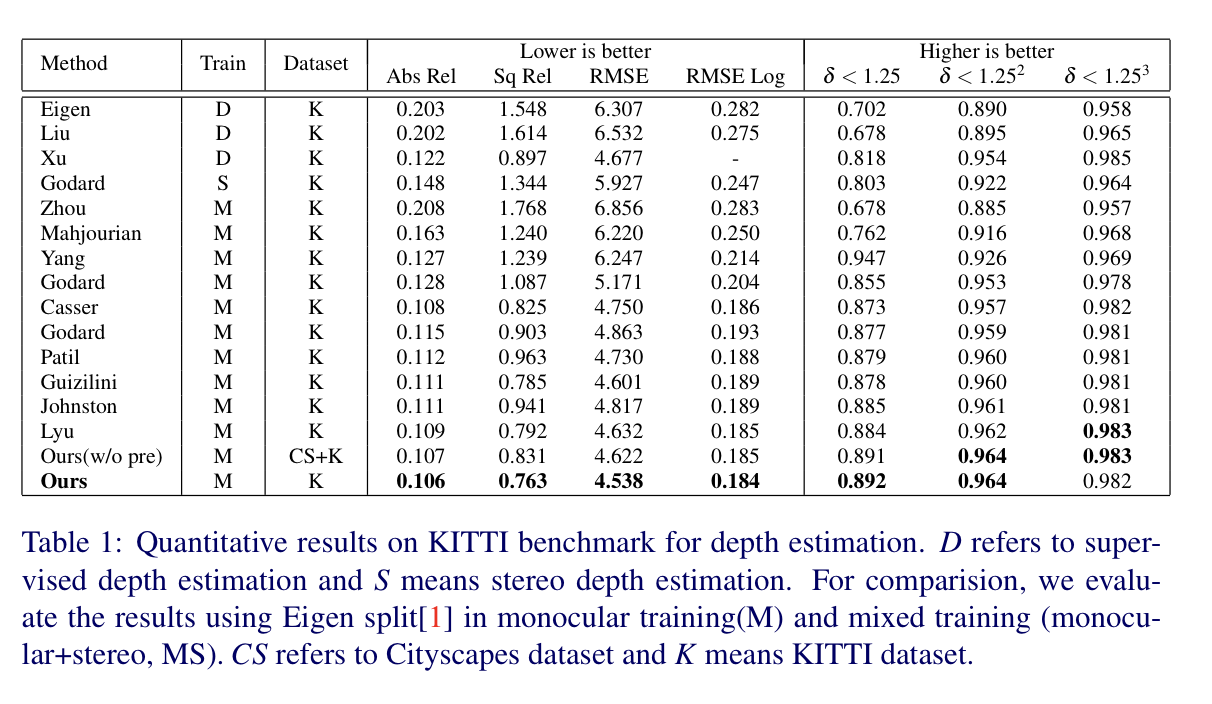 Method Train Dataset Lower is better Higher is better
Abs Rel Sq Rel RMSE RMSE Log δ < 1.25 δ < 1.25² δ < 1.25³
Eigen D K 0.203 1.548 6.307 0.282 0.702 0.890 0.958
Liu D K 0.202 1.614 6.532 0.275 0.678 0.895 0.965
Xu D K 0.122 0.897 4.677 - 0.818 0.954 0.985
Godard S K 0.148 1.344 5.927 0.247 0.803 0.922 0.964
Zhou M K 0.208 1.768 6.856 0.283 0.678 0.885 0.957
Mahjourian M K 0.163 1.240 6.220 0.250 0.762 0.916 0.968
Yang M K 0.127 1.239 6.247 0.214 0.947 0.926 0.969
Godard M K 0.128 1.087 5.171 0.204 0.855 0.953 0.978
Casser M K 0.108 0.825 4.750 0.186 0.873 0.957 0.982
Godard M K 0.115 0.903 4.863 0.193 0.877 0.959 0.981
Patil M K 0.112 0.963 4.730 0.188 0.879 0.960 0.981
Guizilini M K 0.111 0.785 4.601 0.189 0.878 0.960 0.981
Johnston M K 0.111 0.941 4.817 0.189 0.885 0.961 0.981
Lyu M K 0.109 0.792 4.632 0.185 0.884 0.962 0.983
Ours(w/o pre) M CS+K 0.107 0.831 4.622 0.185 0.891 0.964 0.983
Ours M K 0.106 0.763 4.538 0.184 0.892 0.964 0.982
Table 1: Quantitative results on KITTI benchmark for depth estimation. D refers to super-
vised depth estimation and S means stereo depth estimation. For comparision, we evalu-
ate the results using Eigen split[1] in monocular training(M) and mixed training (monocu-
lar+stereo, MS). CS refers to Cityscapes dataset and K means KITTI dataset.